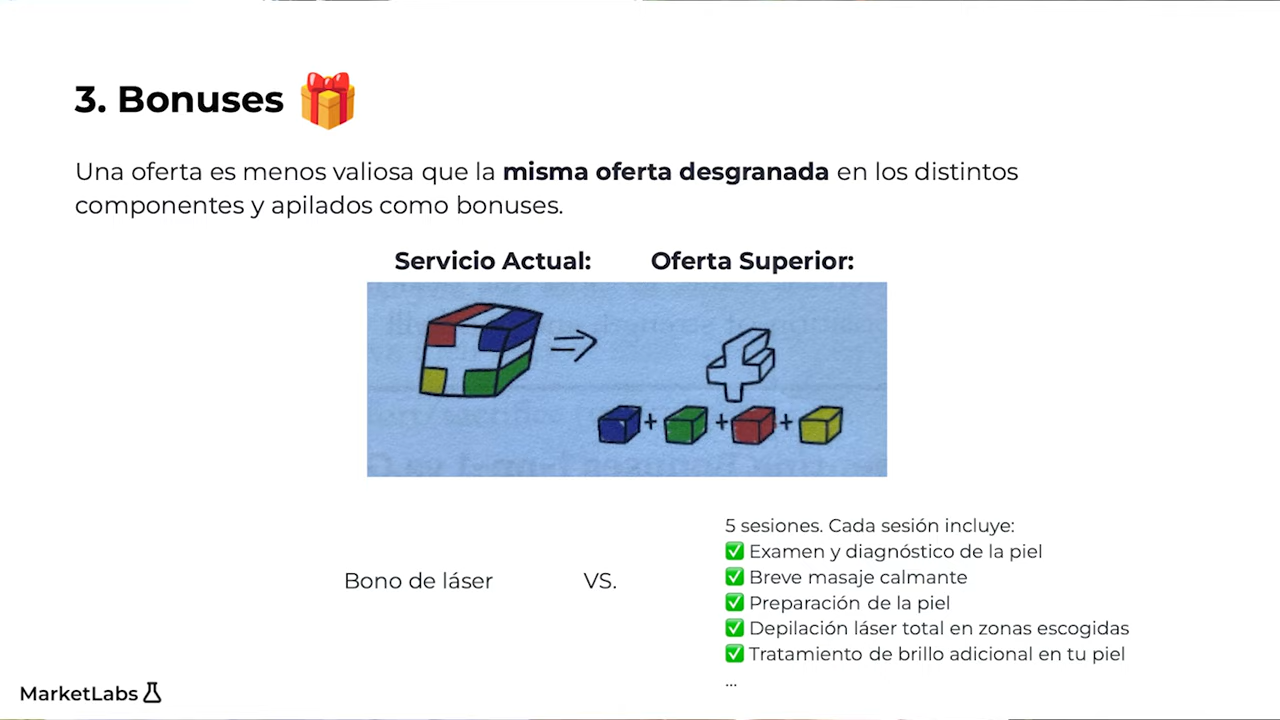 3. Bonuses
Una oferta es menos valiosa que la misma oferta desgranada en los distintos
componentes y apilados como bonuses.
Servicio Actual:
Oferta Superior:
+ + +
Bono de láser
VS.
5 sesiones. Cada sesión incluye:
✅ Examen y diagnóstico de la piel
✅ Breve masaje calmante
✅ Preparación de la piel
✅ Depilación láser total en zonas escogidas
✅ Tratamiento de brillo adicional en tu piel
...
MarketLabs